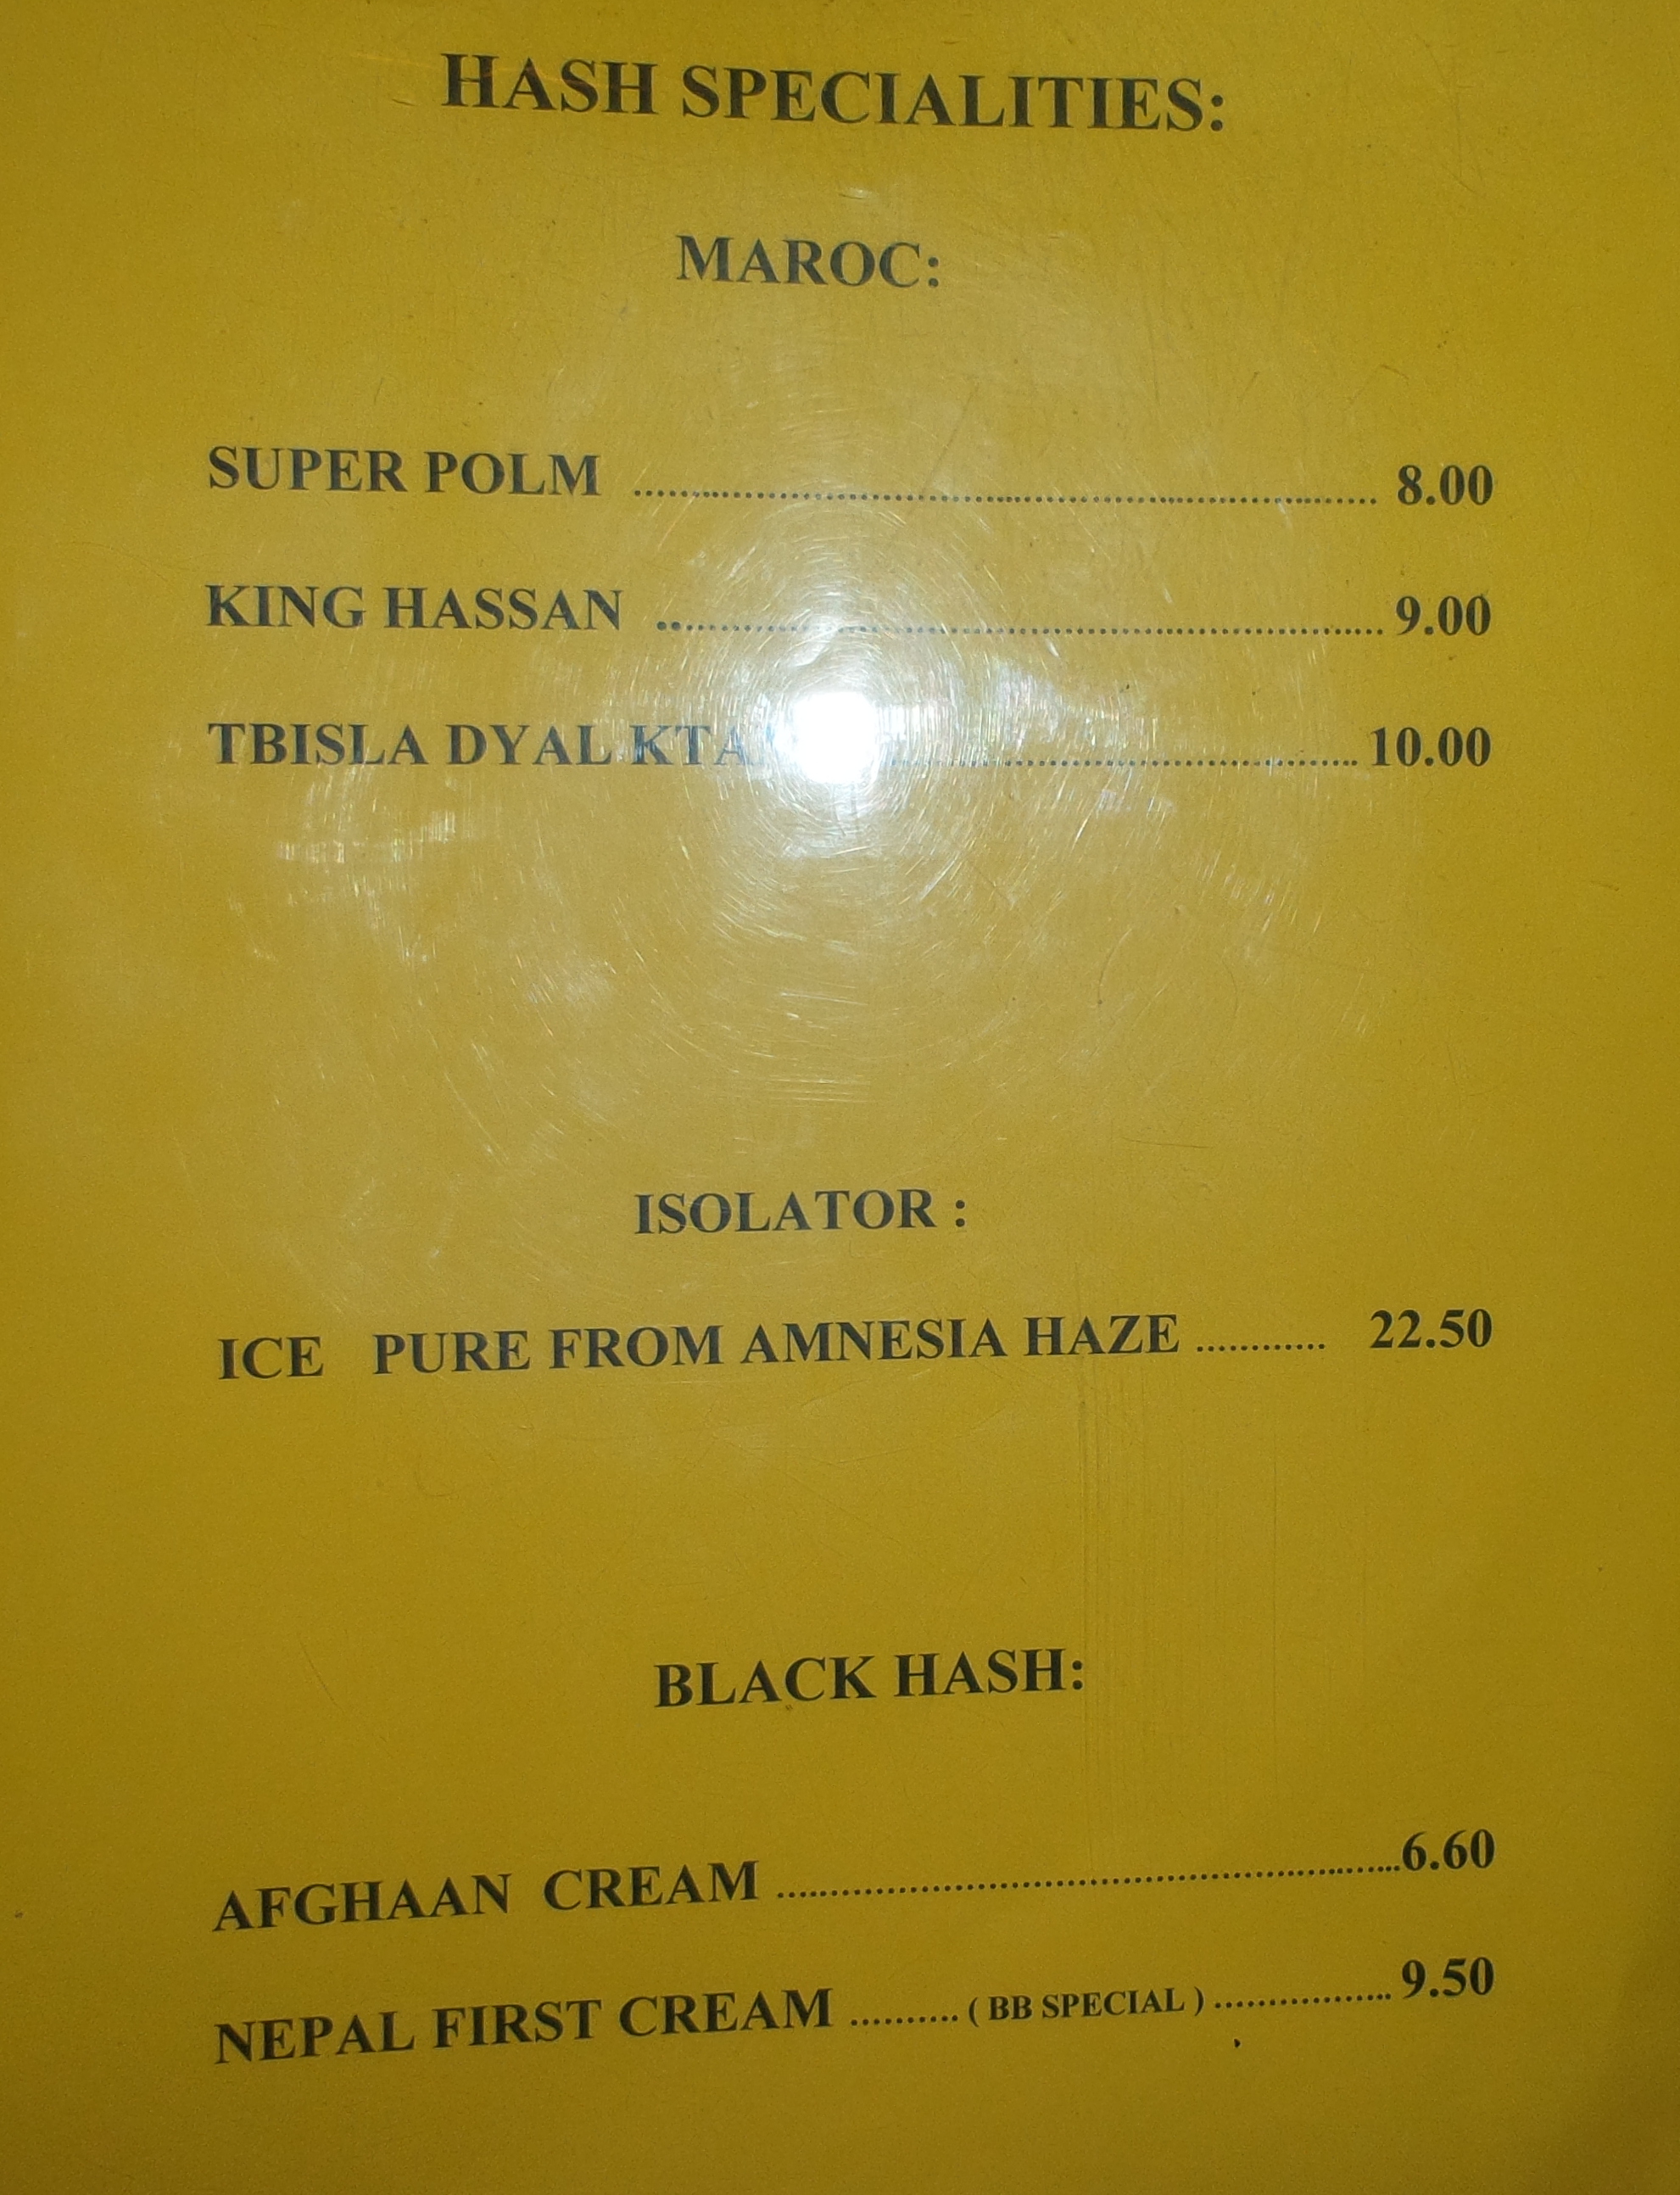 HASH SPECIALITIES:
MAROC:
SUPER POLM ........................ 8.00
KING HASSAN ........................ 9.00
TBISLA DYAL ........................ 10.00
ISOLATOR :
ICE PURE FROM AMNESIA HAZE ............ 22.50
BLACK HASH:
AFGHAAN CREAM ........................6.60
NEPAL FIRST CREAM ..........( BB SPECIAL )................9.50